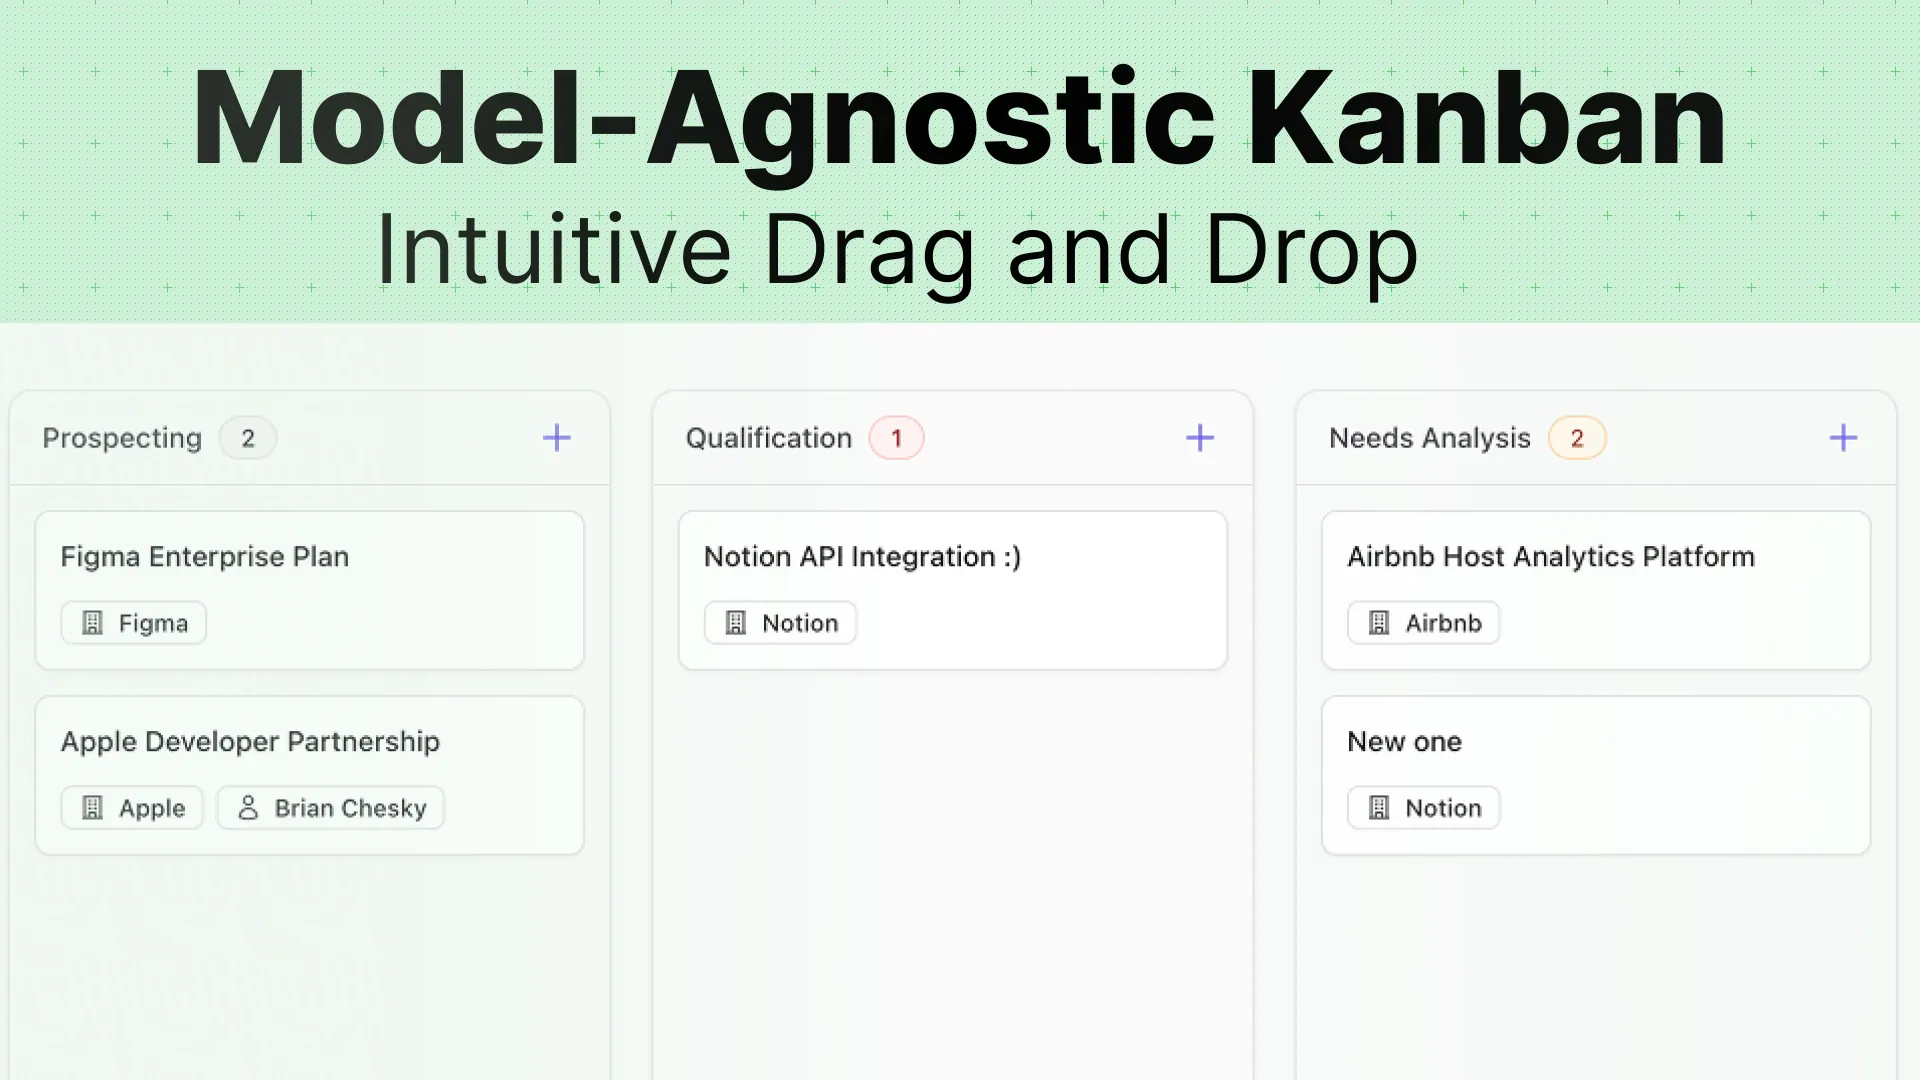 Model-Agnostic Kanban
Intuitive Drag and Drop
Prospecting 2
Figma Enterprise Plan
Figma
Apple Developer Partnership
Apple Brian Chesky
Qualification 1
Notion API Integration :)
Notion
Needs Analysis 2
Airbnb Host Analytics Platform
Airbnb
New one
Notion